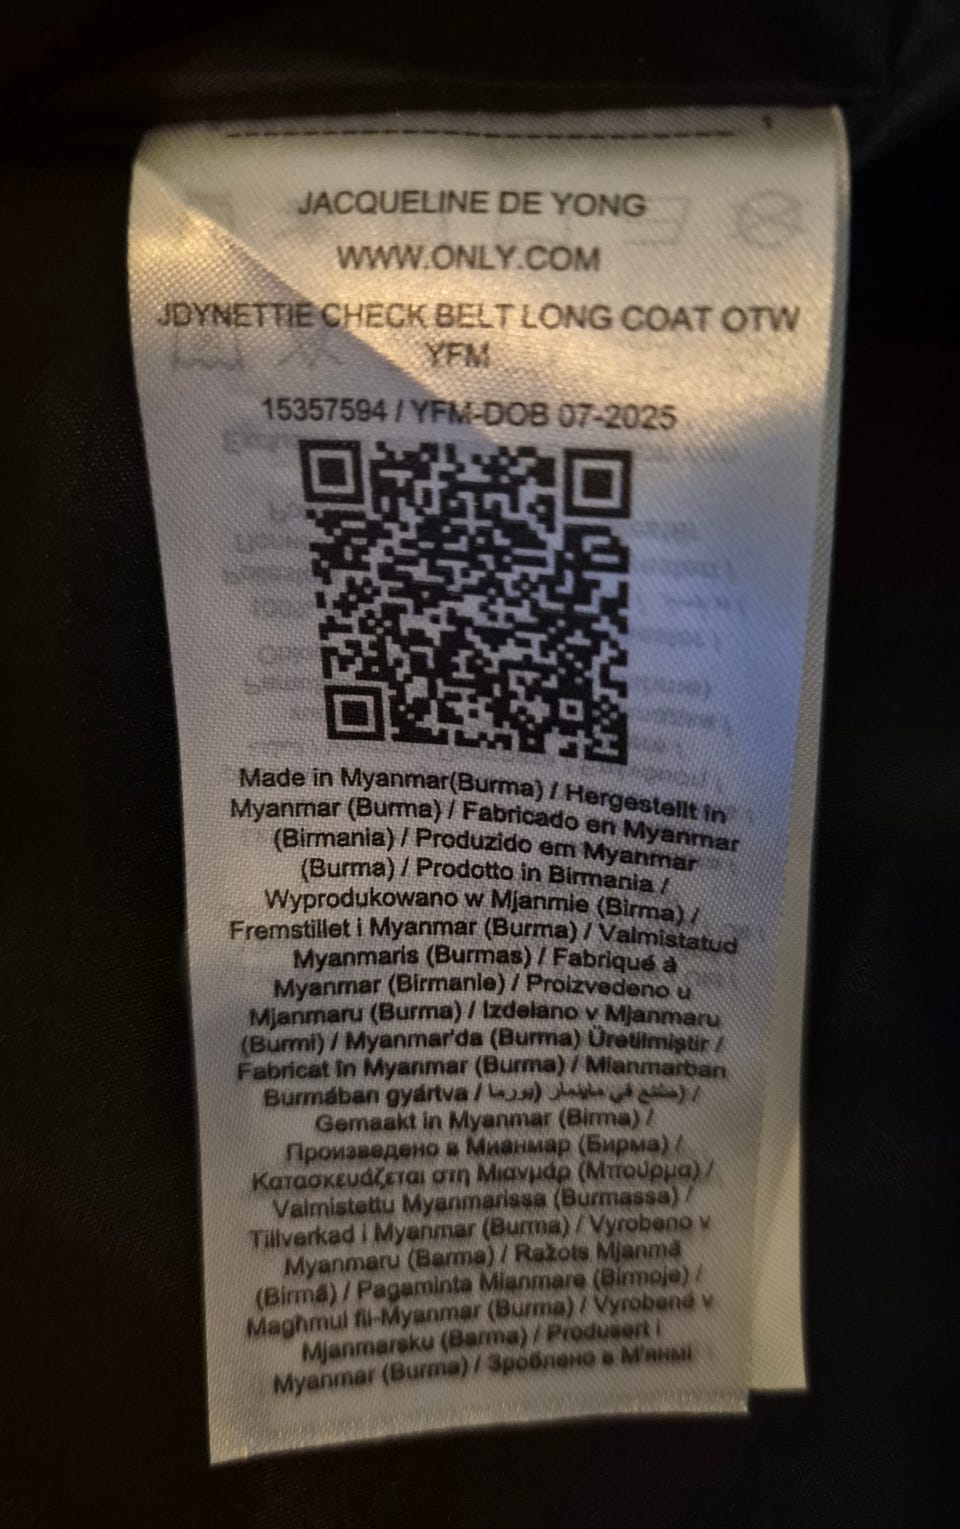 1
JACQUELINE DE YONG
WWW.ONLY.COM
JDYNETTIE CHECK BELT LONG COAT OTW
YFM
15357594 / YFM-DOB 07-2025
Made in Myanmar(Burma) / Hergestellt in
Myanmar (Burma) / Fabricado en Myanmar
(Birmania) / Produzido em Myanmar
(Burma) / Prodotto in Birmania /
Wyprodukowano w Mjanmie (Birma) /
Fremstillet i Myanmar (Burma) / Valmistatud
Myanmaris (Burmas) / Fabriqué à
Myanmar (Birmanie) / Proizvedeno u
Mjanmaru (Burma) / Izdelano v Mjanmaru
(Burmi) / Myanmar'da (Burma) Üretilmiştir /
Fabricat în Myanmar (Burma) / Mianmarban
Burmában gyártva / (صنع في ماينمار (بورما /
Gemaakt in Myanmar (Birma) /
Произведено в Мианмар (Бирма) /
Κατασκευάζεται στη Μιανμάρ (Μπούρμα) /
Valmistettu Myanmarissa (Burmassa) /
Tillverkad i Myanmar (Burma) / Vyrobeno v
Myanmaru (Barma) / Ražots Mjanmā
(Birmā) / Pagaminta Mianmare (Birmoje) /
Magħmul fil-Myanmar (Burma) / Vyrobené v
Mjanmarsku (Barma) / Produsert i
Myanmar (Burma) / Зроблено в М'янмі